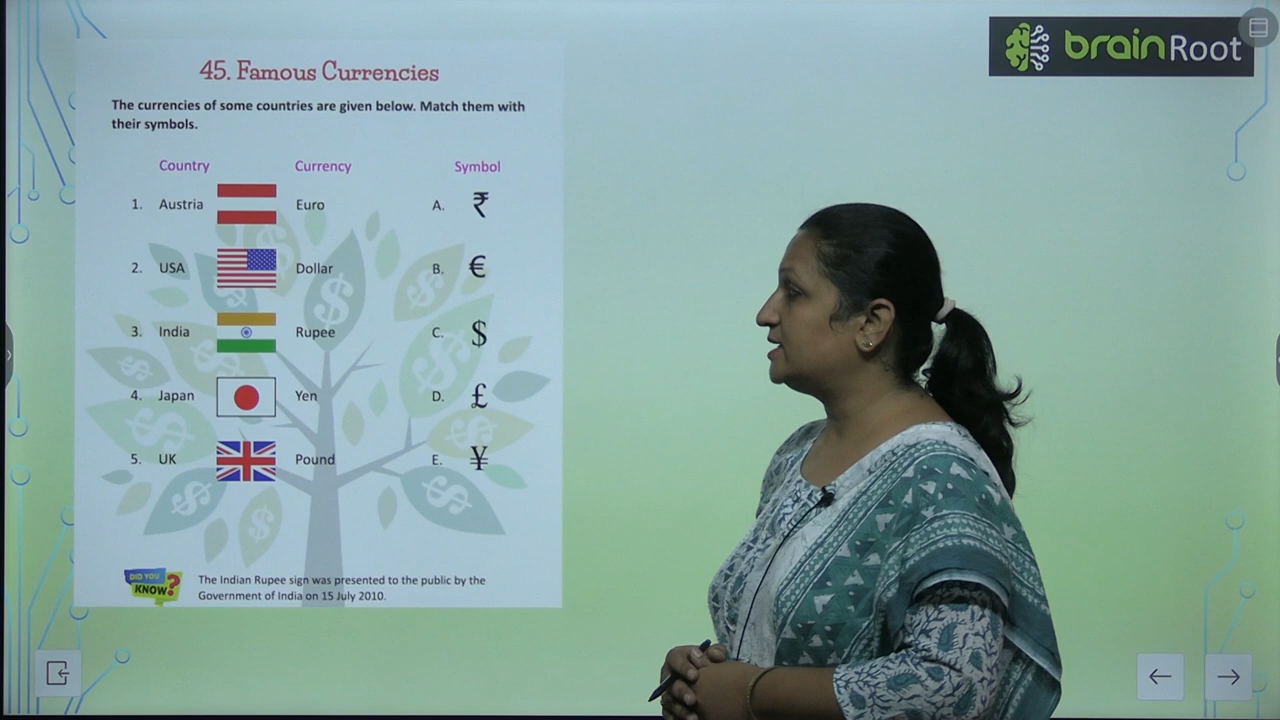 brainRoot
45. Famous Currencies
The currencies of some countries are given below. Match them with
their symbols.
Country Currency Symbol
1. Austria Euro A. ₹
2. USA Dollar B. €
3. India Rupee C. $
4. Japan Yen D. £
5. UK Pound E. ¥
DID YOU
KNOW?
The Indian Rupee sign was presented to the public by the
Government of India on 15 July 2010.